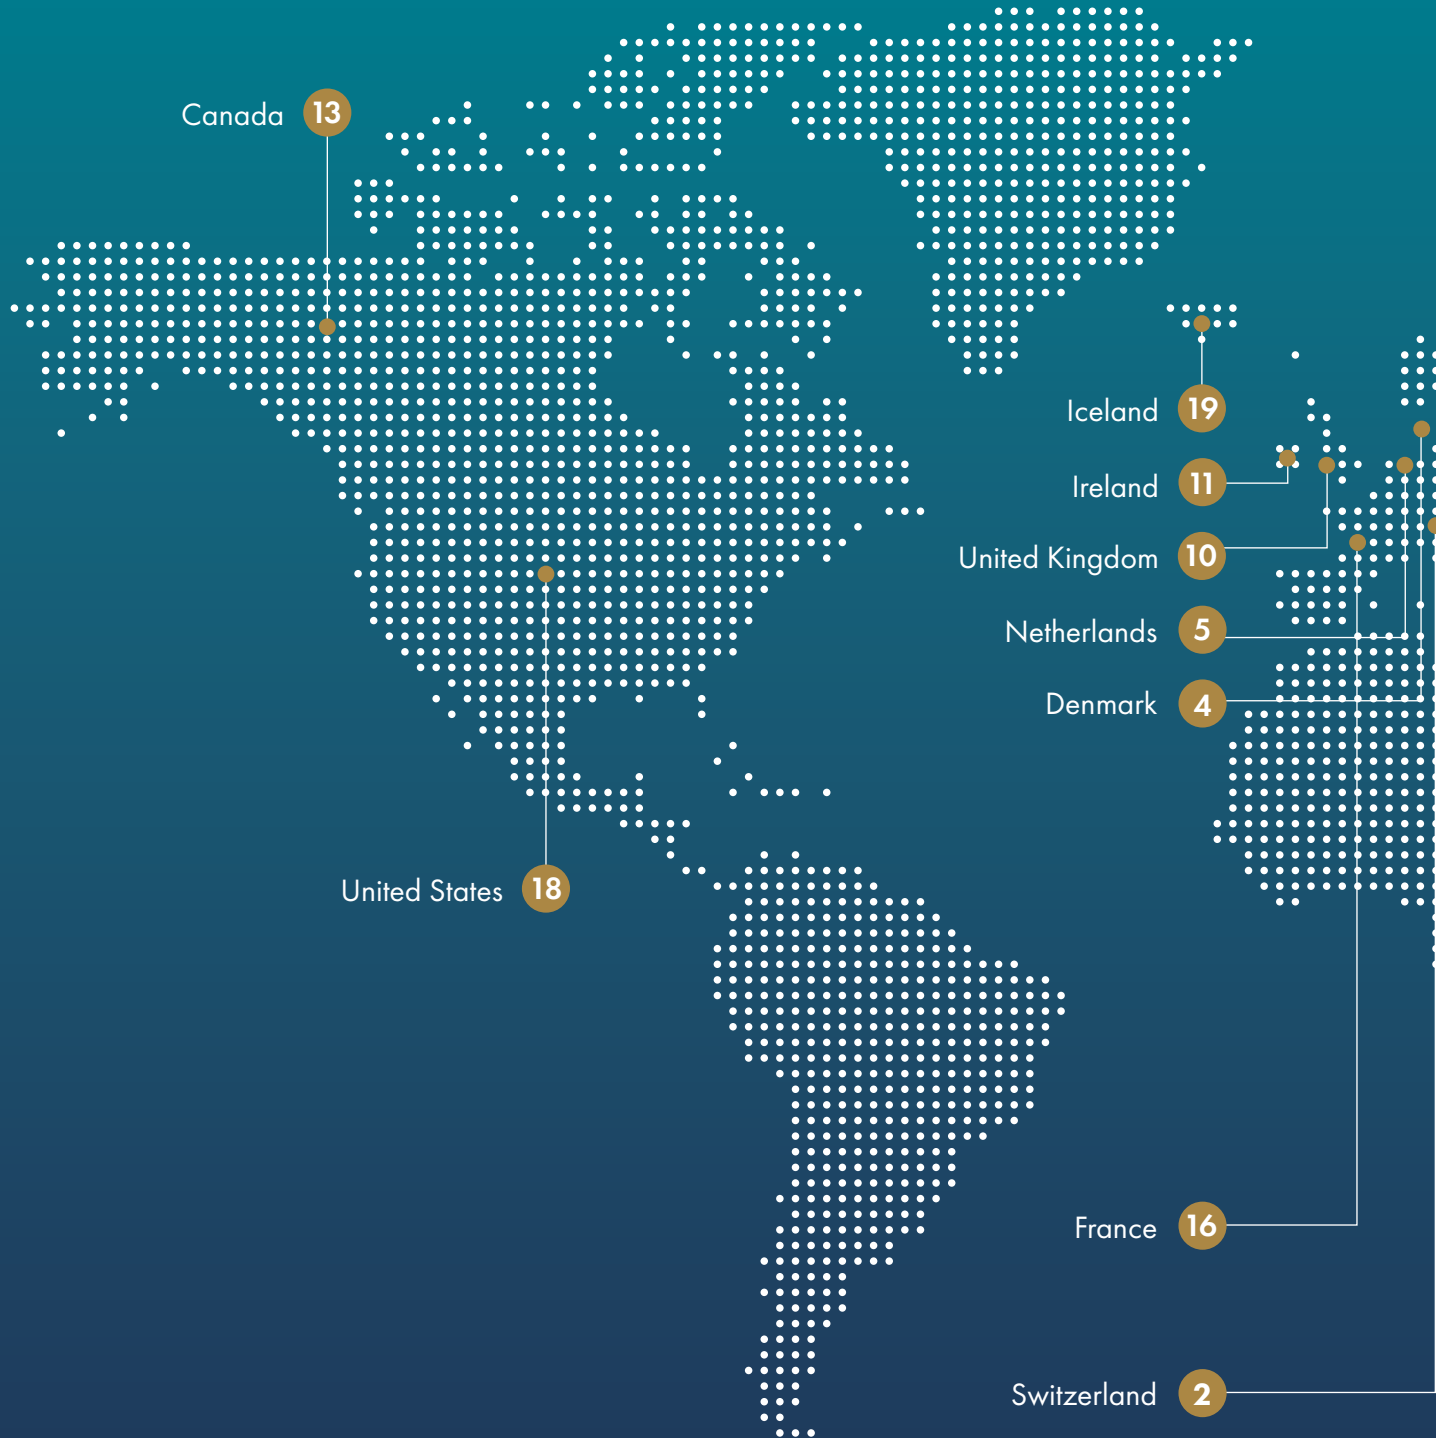 Canada 13
Iceland 19
Ireland 11
United Kingdom 10
Netherlands 5
Denmark 4
United States 18
France 16
Switzerland 2